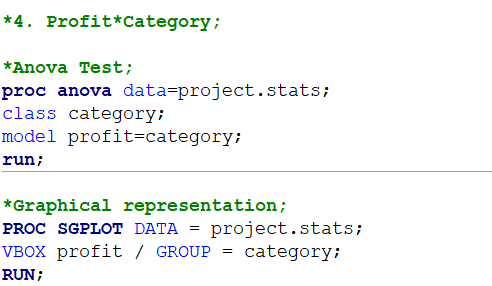 *4. Profit*Category;
*Anova Test;
proc anova data=project.stats;
class category;
model profit=category;
run;
*Graphical representation;
PROC SGPLOT DATA = project.stats;
VBOX profit / GROUP = category;
RUN;